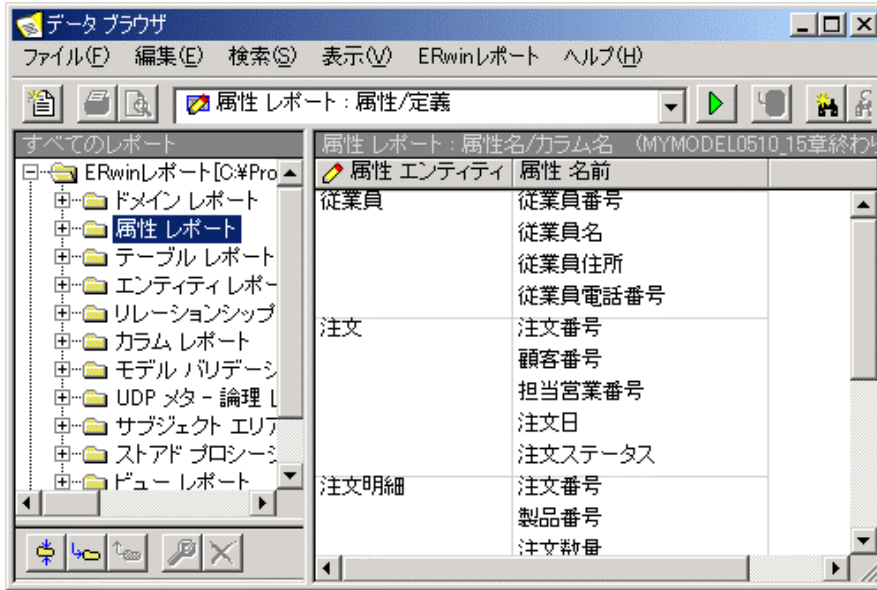 データ ブラウザ
ファイル(F) 編集(E) 検索(S) 表示(V) ERwinレポート ヘルプ(H)
属性 レポート : 属性/定義
すべてのレポート
ERwinレポート[C:¥Pro
ドメイン レポート
属性 レポート
テーブル レポート
エンティティ レポー
リレーションシップ
カラム レポート
モデル バリデーシ
UDP メタ - 論理 し
サブジェクト エリア
ストアド プロシージ
ビュー レポート
属性 レポート : 属性名/カラム名 (MYMODEL0510_15章終わり
属性 エンティティ 属性 名前
従業員 従業員番号
従業員名
従業員住所
従業員電話番号
注文 注文番号
顧客番号
担当営業番号
注文日
注文ステータス
注文明細 注文番号
製品番号
注文数量